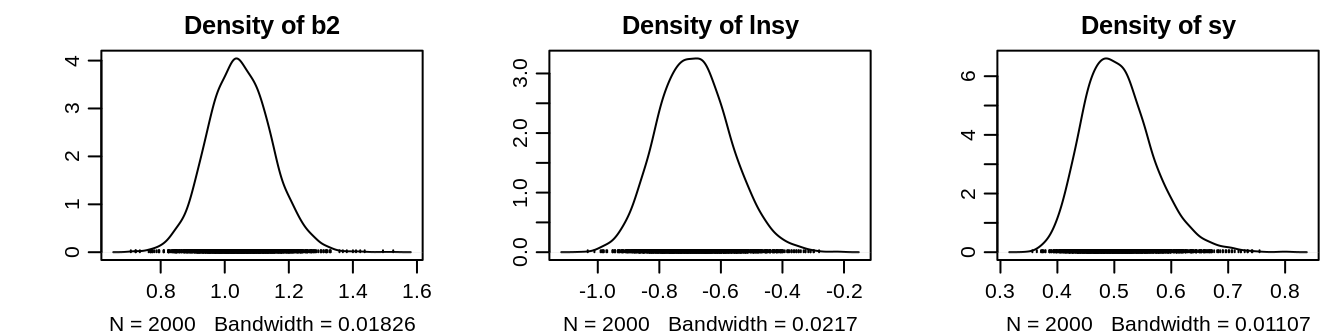 Density of b2
4
3
2
1
0
0.8 1.0 1.2 1.4 1.6
N = 2000 Bandwidth = 0.01826
Density of lnsy
3.0
2.0
1.0
0.0
-1.0 -0.8 -0.6 -0.4 -0.2
N = 2000 Bandwidth = 0.0217
Density of sy
6
4
2
0
0.3 0.4 0.5 0.6 0.7 0.8
N = 2000 Bandwidth = 0.01107